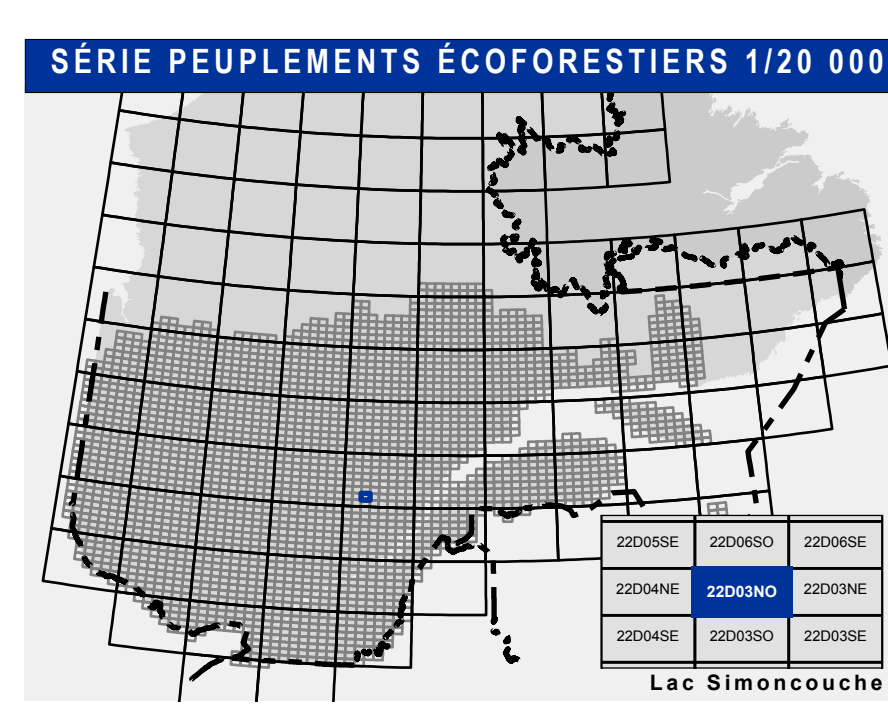 SÉRIE PEUPLEMENTS ÉCOFORESTIERS 1/20 000
22D05SE 22D06SO 22D06SE
22D04NE 22D03NO 22D03NE
22D04SE 22D03SO 22D03SE
Lac Simoncouche